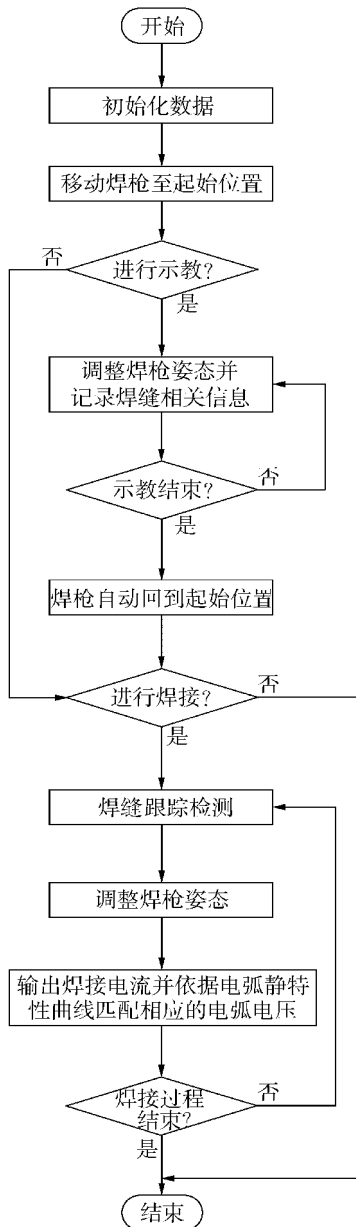 开始
初始化数据
移动焊枪至起始位置
否
进行示教?
是
调整焊枪姿态并
记录焊缝相关信息
示教结束?
否
是
焊枪自动回到起始位置
进行焊接?
否
是
焊缝跟踪检测
调整焊枪姿态
输出焊接电流并依据电弧静特
性曲线匹配相应的电弧电压
焊接过程
结束?
否
是
结束